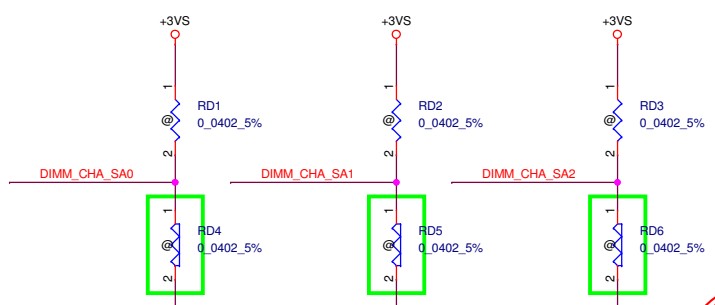 +3VS +3VS +3VS
1 1 1
RD1 RD2 RD3
@ @ @
0_0402_5% 0_0402_5% 0_0402_5%
2 2 2
DIMM_CHA_SA0 DIMM_CHA_SA1 DIMM_CHA_SA2
1 1 1
RD4 RD5 RD6
@ @ @
0_0402_5% 0_0402_5% 0_0402_5%
2 2 2